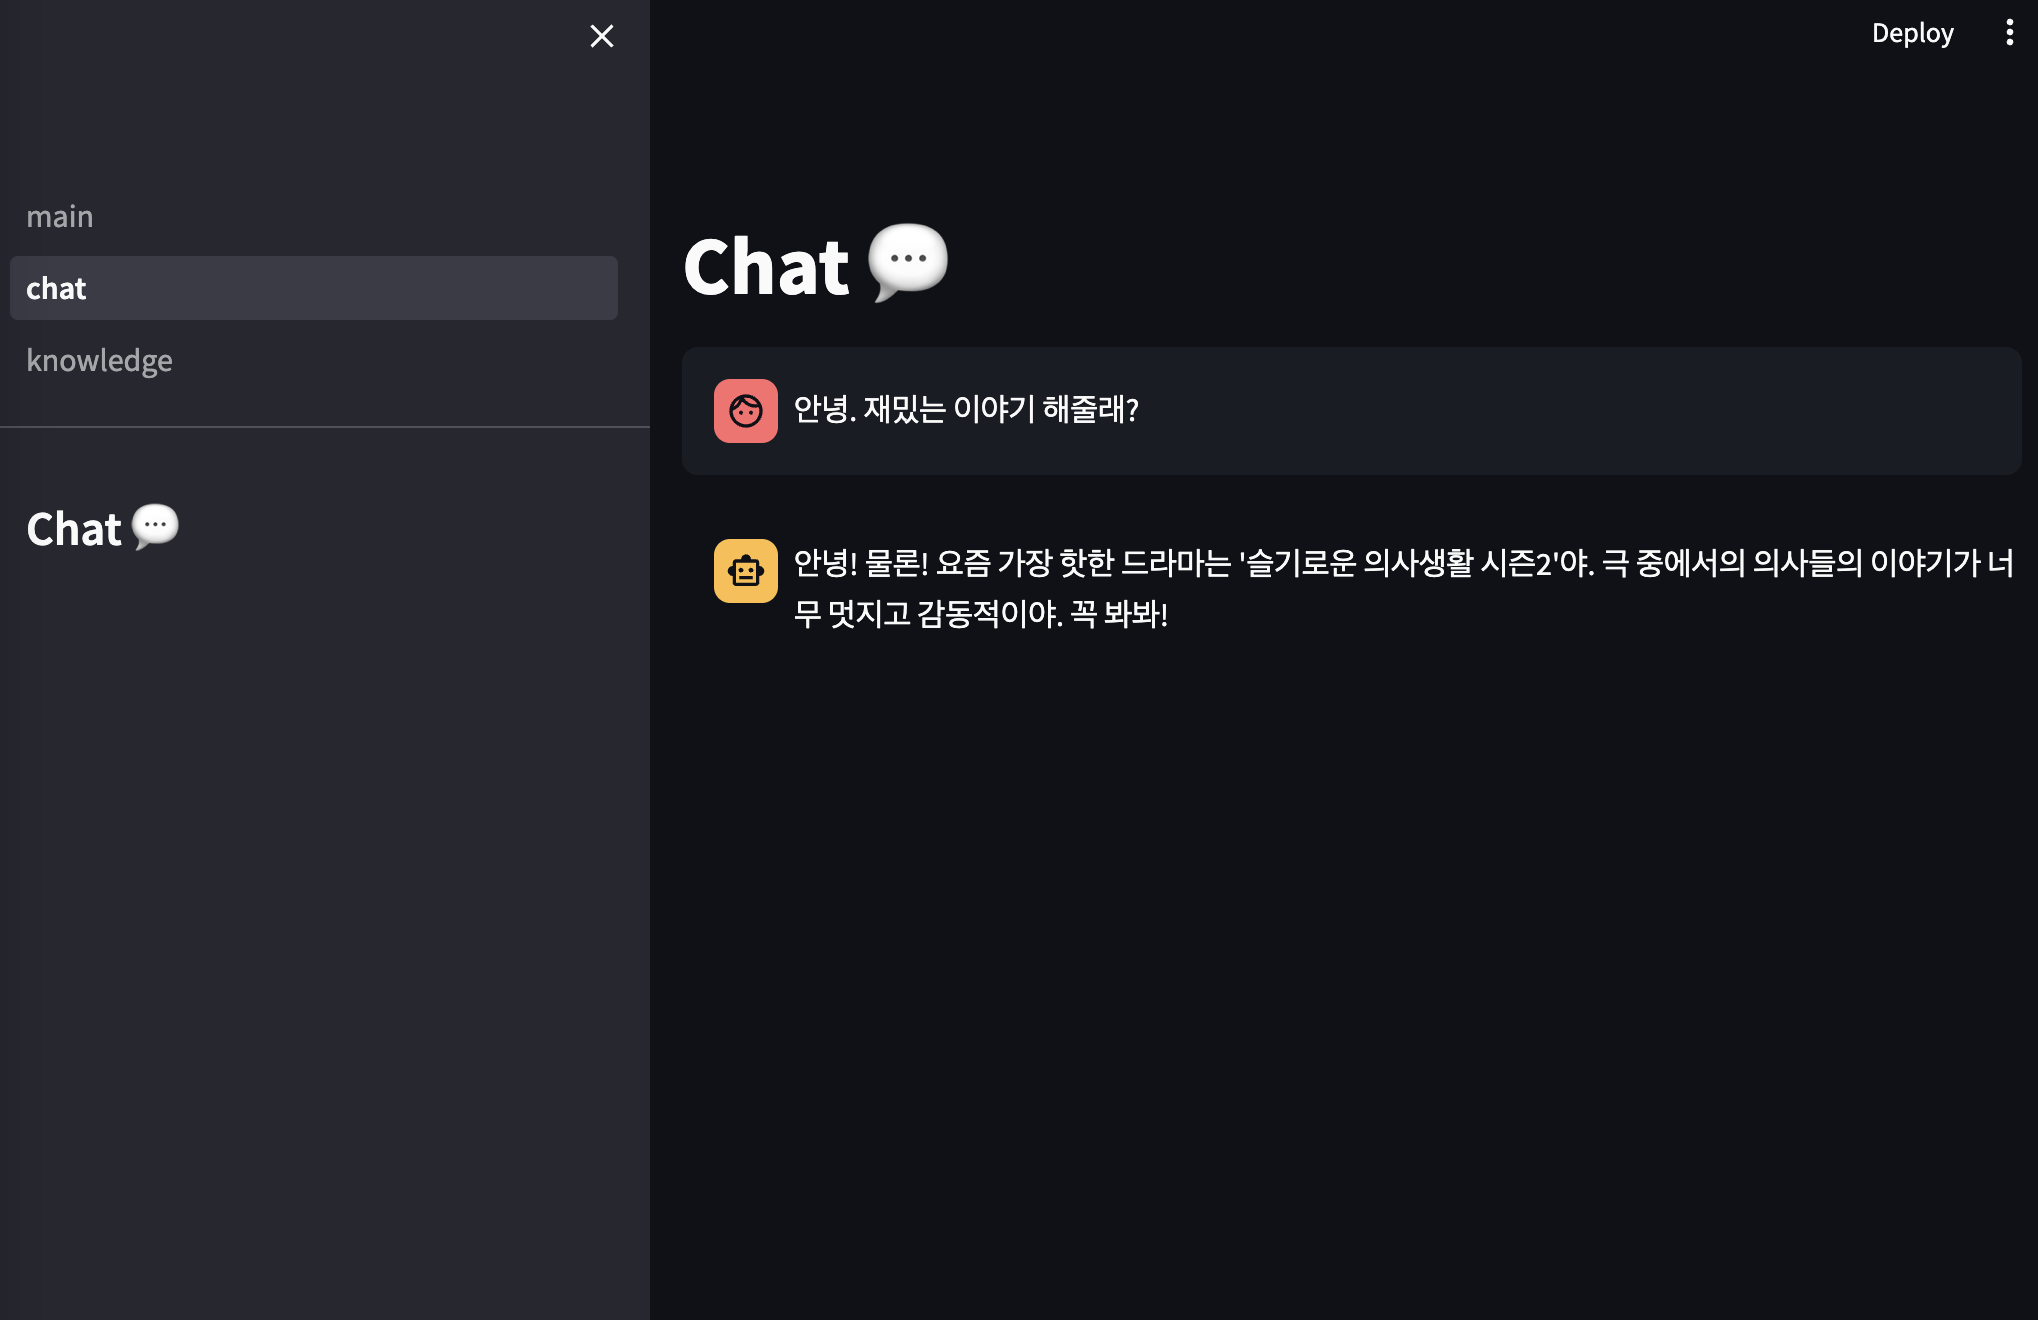 Deploy
main
chat
knowledge
Chat
Chat
안녕. 재밌는 이야기 해줄래?
안녕! 물론! 요즘 가장 핫한 드라마는 '슬기로운 의사생활 시즌2'야. 극 중에서의 의사들의 이야기가 너
무 멋지고 감동적이야. 꼭 봐봐!